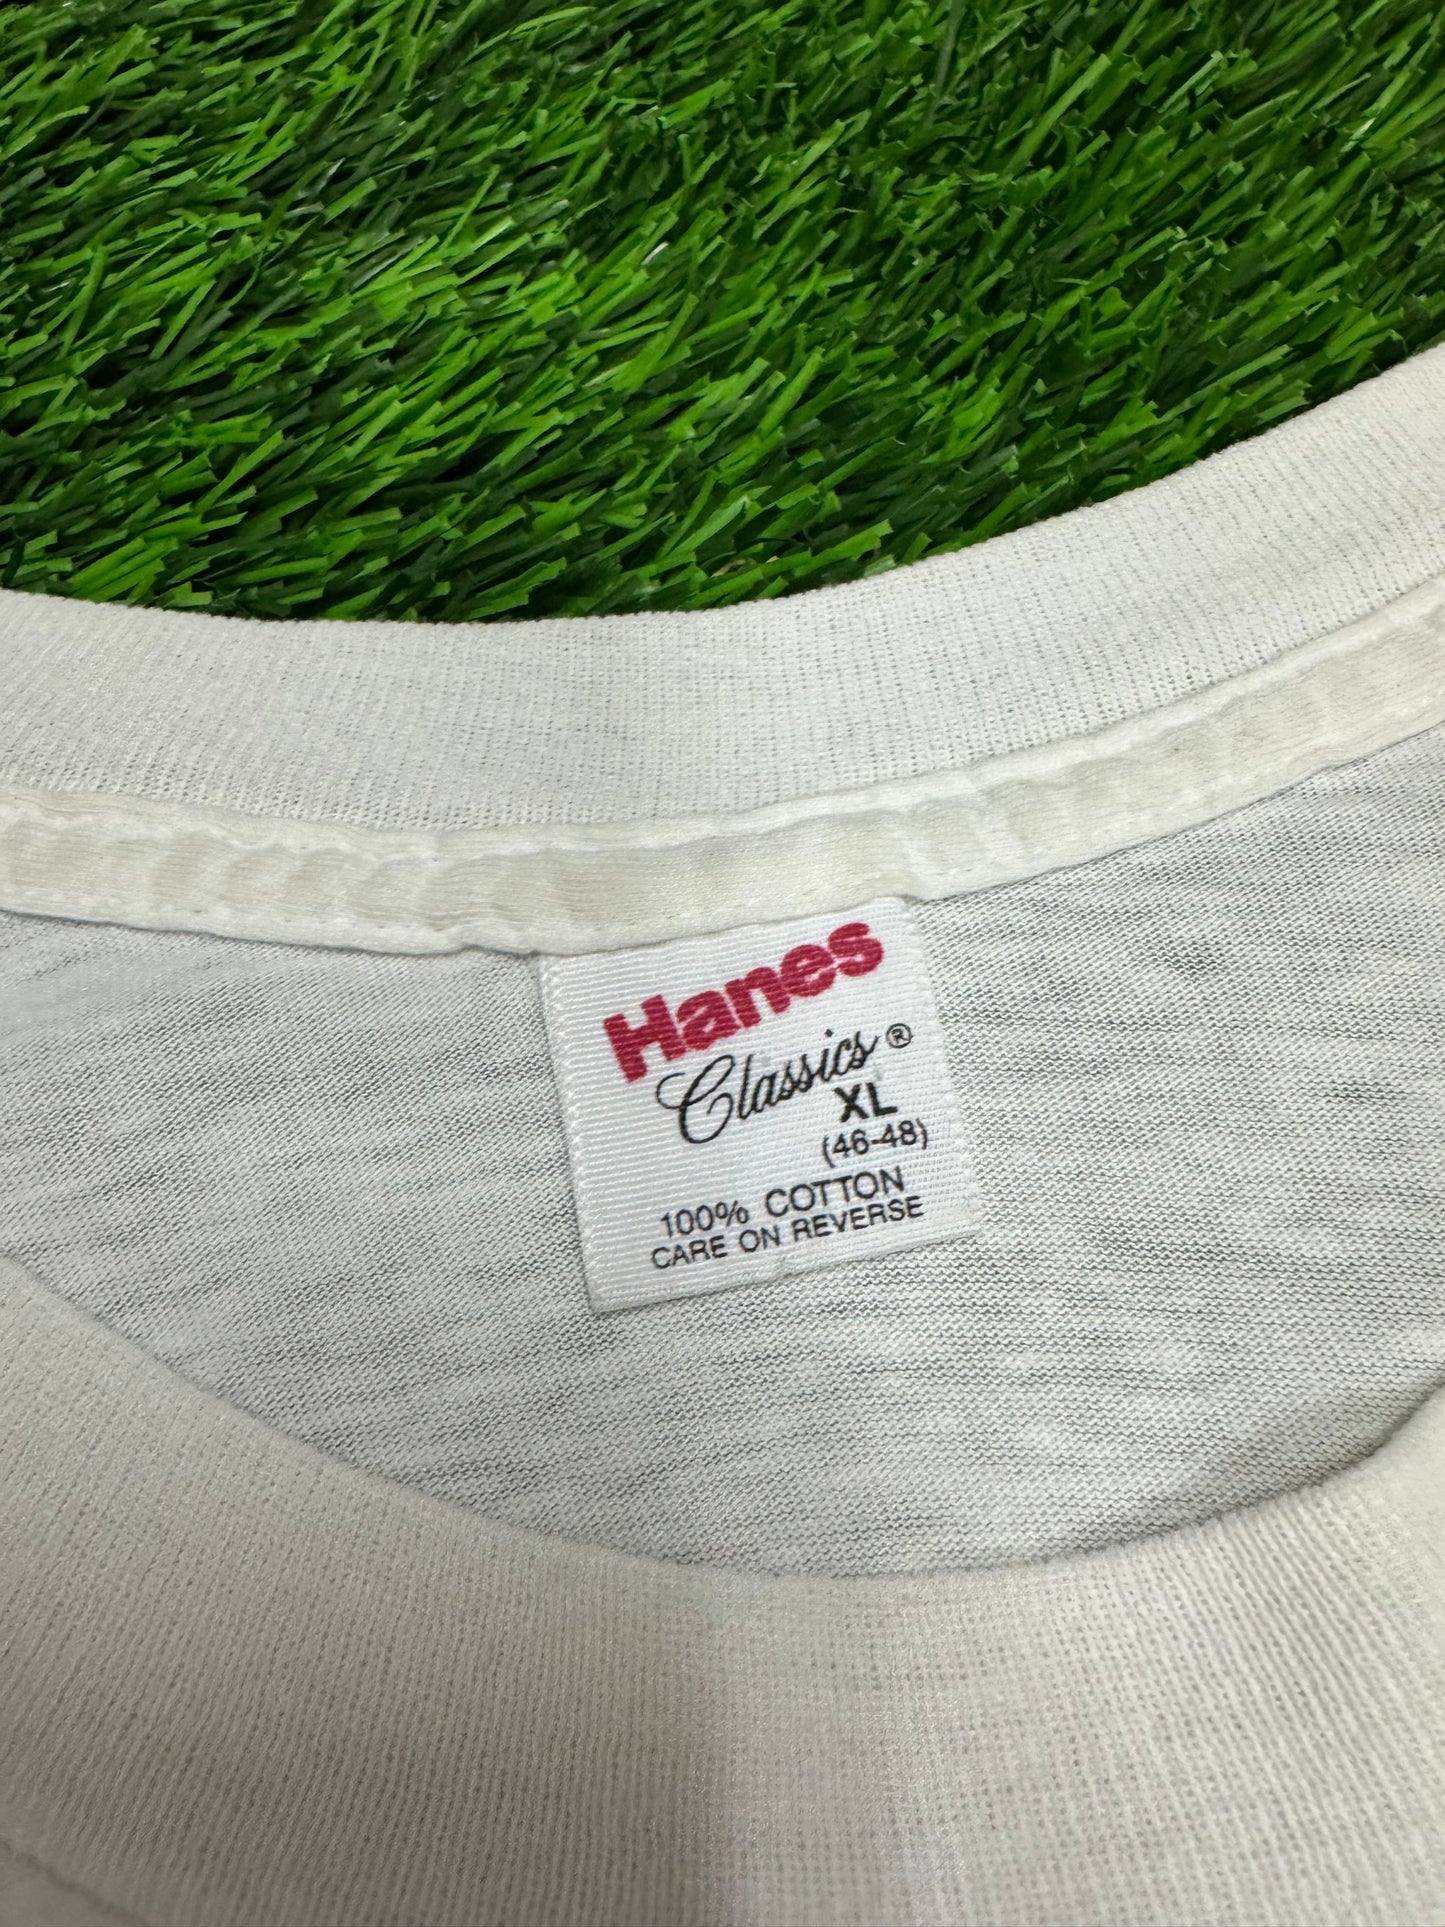 Hanes
Classics®
XL
(46-48)
100% COTTON
CARE ON REVERSE